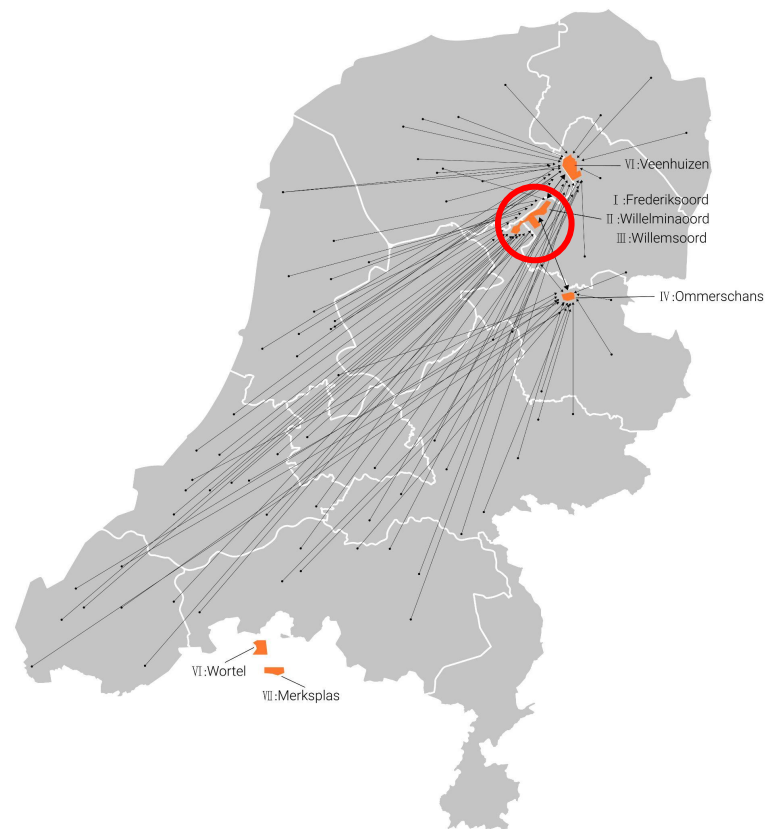 Ⅵ:Veenhuizen
Ⅰ:Frederiksoord
Ⅱ:Willelminaoord
Ⅲ:Willemsoord
Ⅳ:Ommerschans
Ⅵ:Wortel
Ⅶ:Merksplas